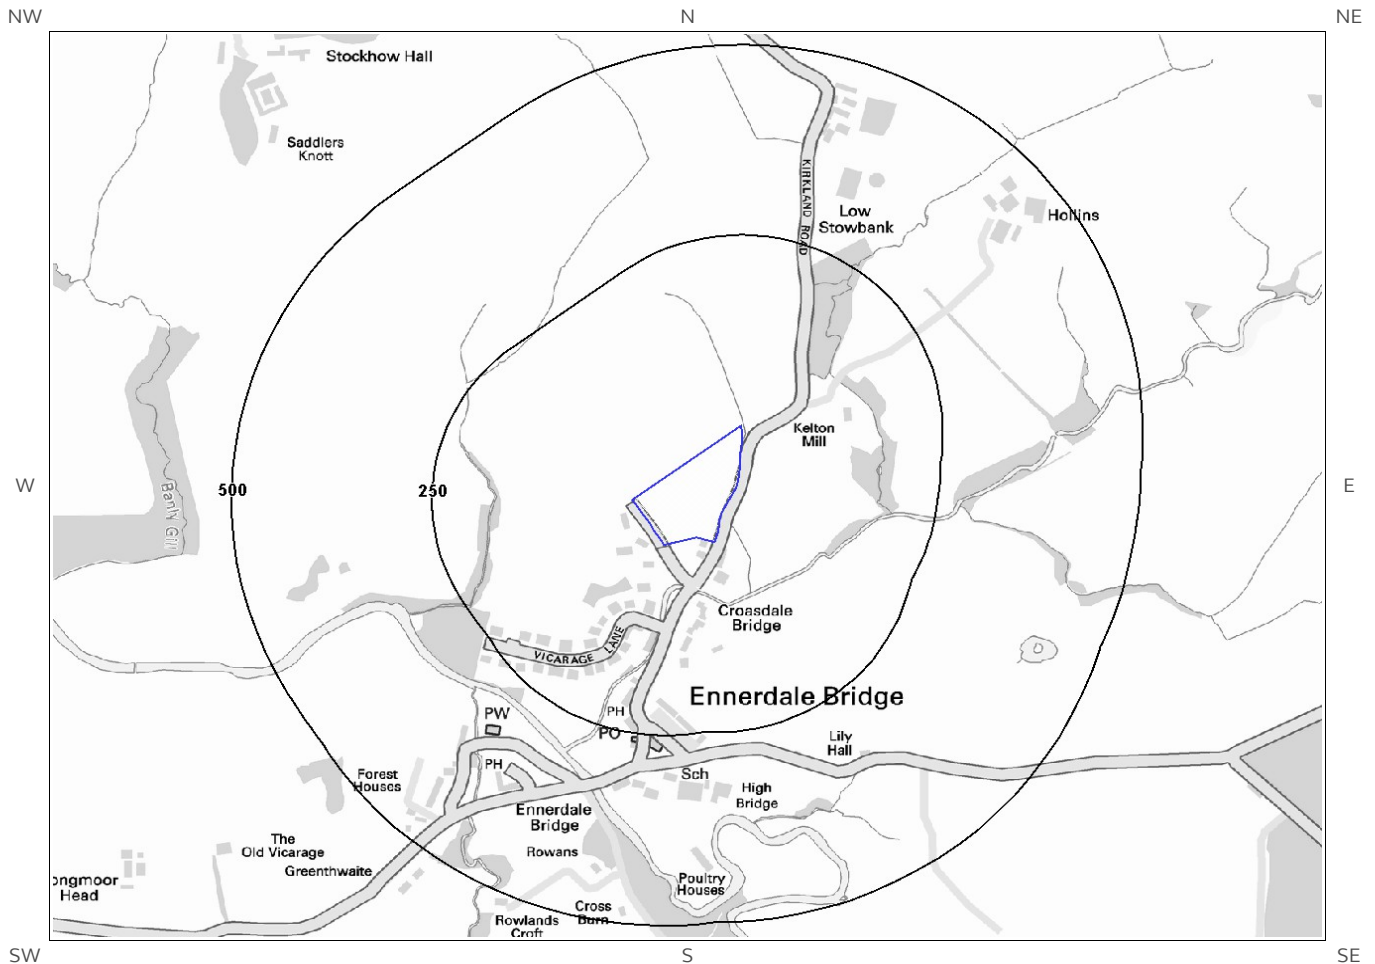 NW
N
NE
Stockhow Hall
Saddlers
Knott
KIRKLAND ROAD
Low
Stowbank
Hollins
Kelton
Mill
W
500
250
E
Banly Gill
Croasdale
Bridge
VICARAGE LANE
Ennerdale Bridge
PH
PW
PO
Lily
Hall
PH
Sch
Forest
Houses
High
Bridge
Ennerdale
Bridge
The
Old Vicarage
Rowans
Greenthwaite
ongmoor
Head
Poultry
Houses
Cross
Burn
Rowlands
Croft
SW
S
SE